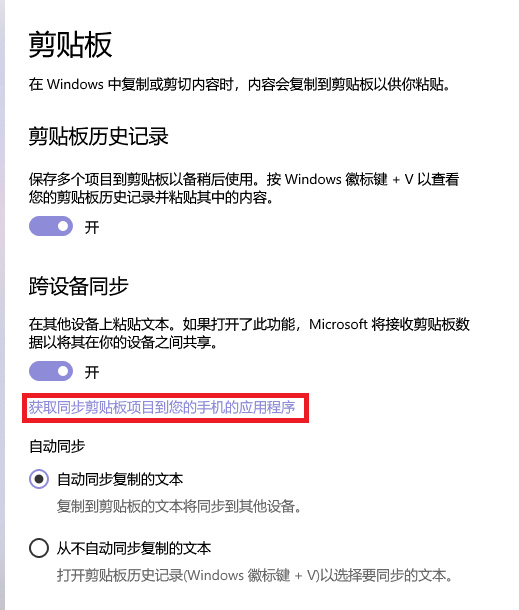 剪贴板
在 Windows 中复制或剪切内容时，内容会复制到剪贴板以供你粘贴。
剪贴板历史记录
保存多个项目到剪贴板以备稍后使用。按 Windows 徽标键 + V 以查看
您的剪贴板历史记录并粘贴其中的内容。
开
跨设备同步
在其他设备上粘贴文本。如果打开了此功能，Microsoft 将接收剪贴板数
据以将其在你的设备之间共享。
开
获取同步剪贴板项目到您的手机的应用程序
自动同步
自动同步复制的文本
复制到剪贴板的文本将同步到其他设备。
从不自动同步复制的文本
打开剪贴板历史记录(Windows 徽标键 + V)以选择要同步的文本。